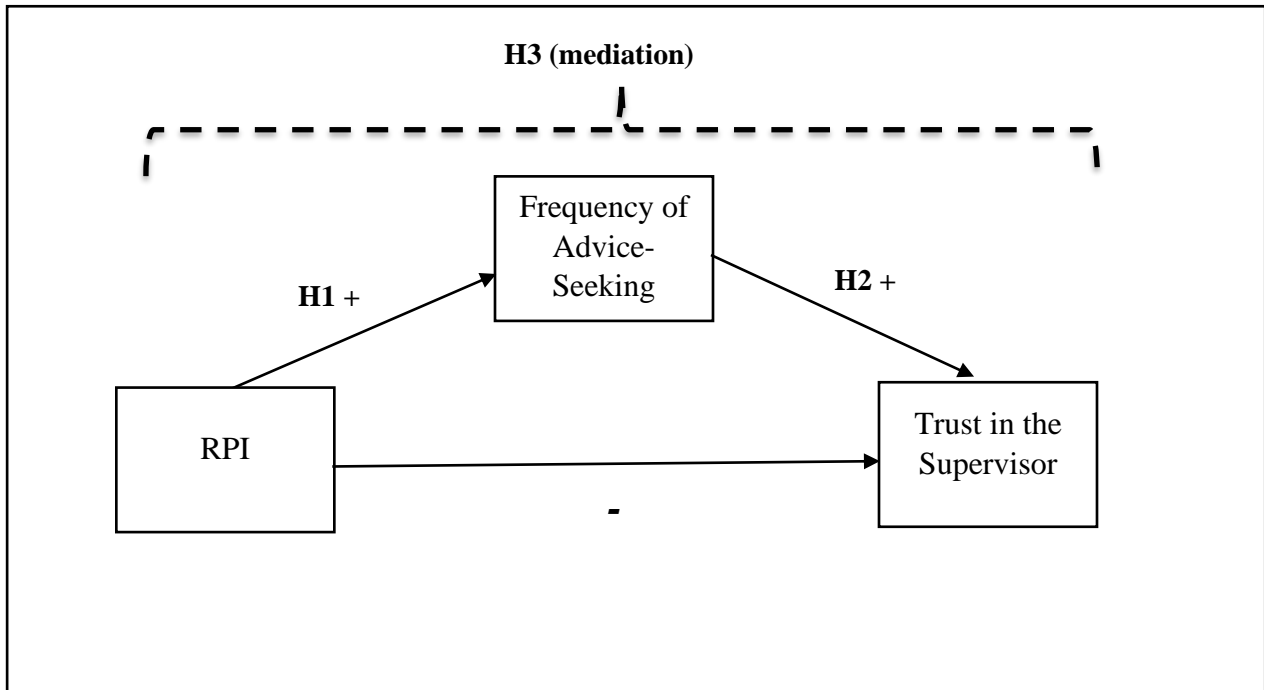 H3 (mediation)
Frequency of
Advice-
Seeking
H1 +
H2 +
RPI
Trust in the
Supervisor
-